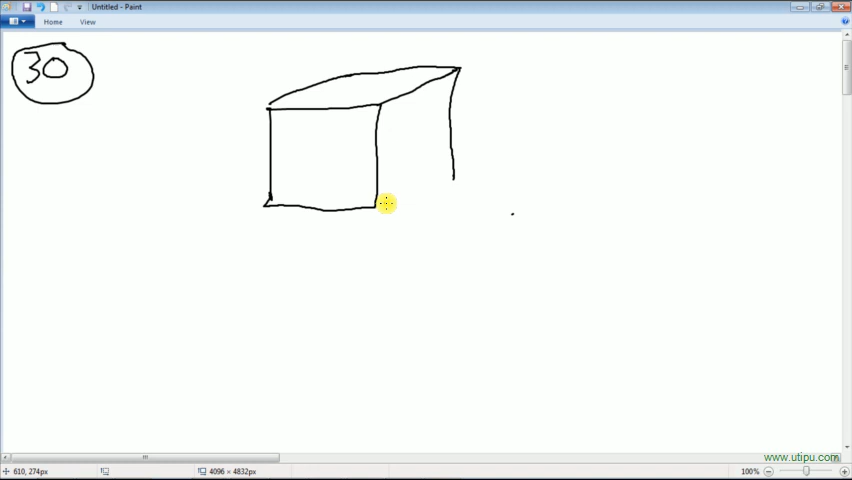 Untitled - Paint
Home View
30
www.utipu.com
610, 274px
4096 × 4832px
100%